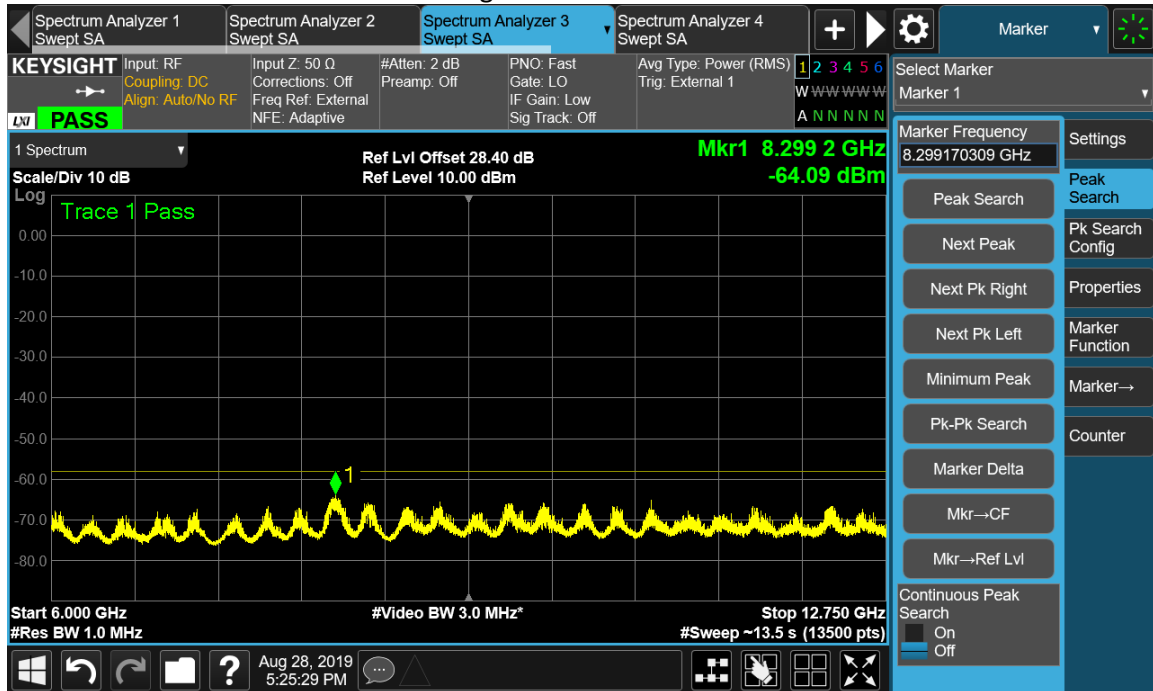 Spectrum Analyzer 1
Swept SA
Spectrum Analyzer 2
Swept SA
Spectrum Analyzer 3
Swept SA
Spectrum Analyzer 4
Swept SA
+
Marker
KEYSIGHT
LXI PASS
Input: RF
Coupling: DC
Align: Auto/No RF
Input Z: 50 Ω
Corrections: Off
Freq Ref: External
NFE: Adaptive
#Atten: 2 dB
Preamp: Off
PNO: Fast
Gate: LO
IF Gain: Low
Sig Track: Off
Avg Type: Power (RMS)
Trig: External 1
1 2 3 4 5 6
W W W W W W
A N N N N N
Select Marker
Marker 1
1 Spectrum
Scale/Div 10 dB
Ref Lvl Offset 28.40 dB
Ref Level 10.00 dBm
Mkr1 8.299 2 GHz
-64.09 dBm
Log
Trace 1 Pass
0.00
-10.0
-20.0
-30.0
-40.0
-50.0
-60.0
-70.0
-80.0
1
Start 6.000 GHz
#Res BW 1.0 MHz
#Video BW 3.0 MHz*
Stop 12.750 GHz
#Sweep ~13.5 s (13500 pts)
Marker Frequency
8.299170309 GHz
Peak Search
Next Peak
Next Pk Right
Next Pk Left
Minimum Peak
Pk-Pk Search
Marker Delta
Mkr→CF
Mkr→Ref Lvl
Continuous Peak
Search
On
Off
Settings
Peak
Search
Pk Search
Config
Properties
Marker
Function
Marker→
Counter
?
Aug 28, 2019
5:25:29 PM